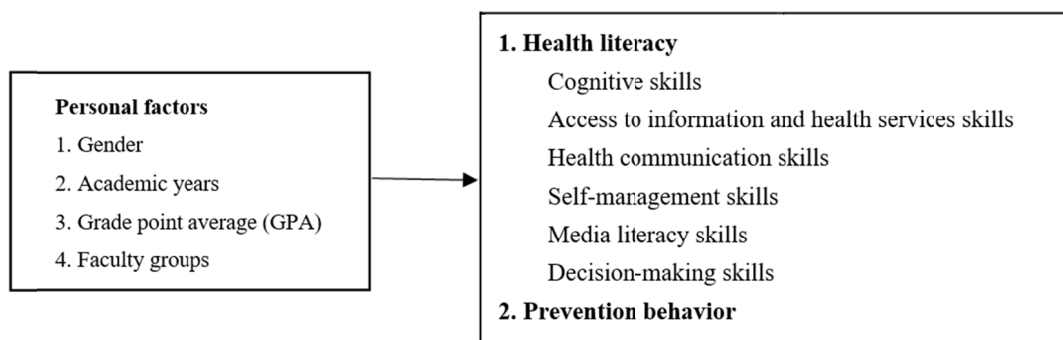 Personal factors
1. Gender
2. Academic years
3. Grade point average (GPA)
4. Faculty groups
1. Health literacy
Cognitive skills
Access to information and health services skills
Health communication skills
Self-management skills
Media literacy skills
Decision-making skills
2. Prevention behavior